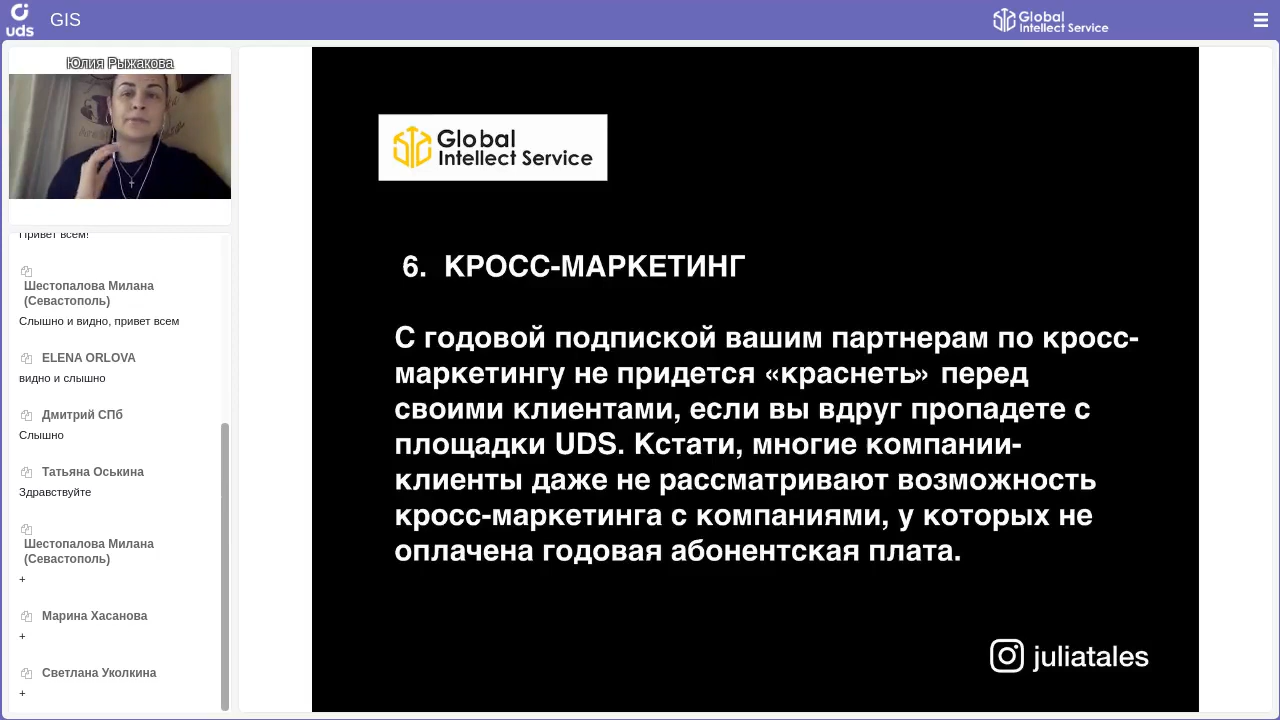 uds
GIS
Global
Intellect Service
Юлия Рыжакова
Привет всем!
Шестопалова Милана
(Севастополь)
Слышно и видно, привет всем
ELENA ORLOVA
видно и слышно
Дмитрий СПб
Слышно
Татьяна Оськина
Здравствуйте
Шестопалова Милана
(Севастополь)
+
Марина Хасанова
+
Светлана Уколкина
+
Global
Intellect Service
6. КРОСС-МАРКЕТИНГ
С годовой подпиской вашим партнерам по кросс-
маркетингу не придется «краснеть» перед
своими клиентами, если вы вдруг пропадете с
площадки UDS. Кстати, многие компании-
клиенты даже не рассматривают возможность
кросс-маркетинга с компаниями, у которых не
оплачена годовая абонентская плата.
juliatales